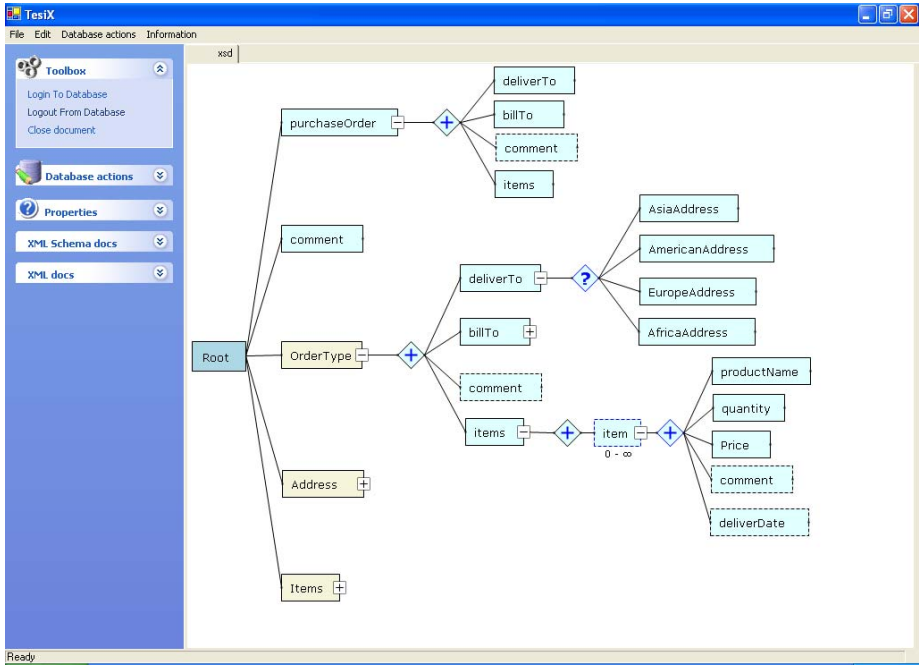 TesiX
File Edit Database actions Information
Toolbox
Login To Database
Logout From Database
Close document
Database actions
Properties
XML Schema docs
XML docs
xsd
Root
purchaseOrder
deliverTo
billTo
comment
items
comment
OrderType
deliverTo
AsiaAddress
AmericanAddress
EuropeAddress
AfricaAddress
billTo
comment
items
item
0 - ∞
productName
quantity
Price
comment
deliverDate
Address
Items
Ready